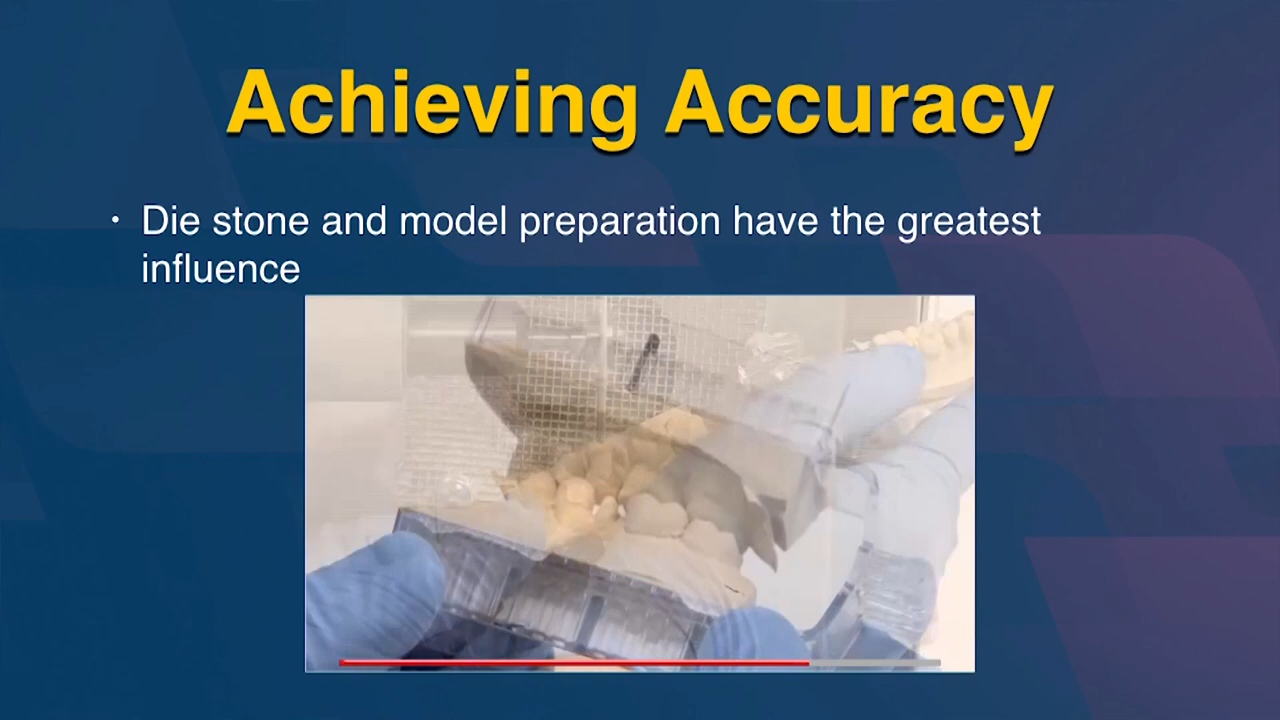 Achieving Accuracy
• Die stone and model preparation have the greatest
influence